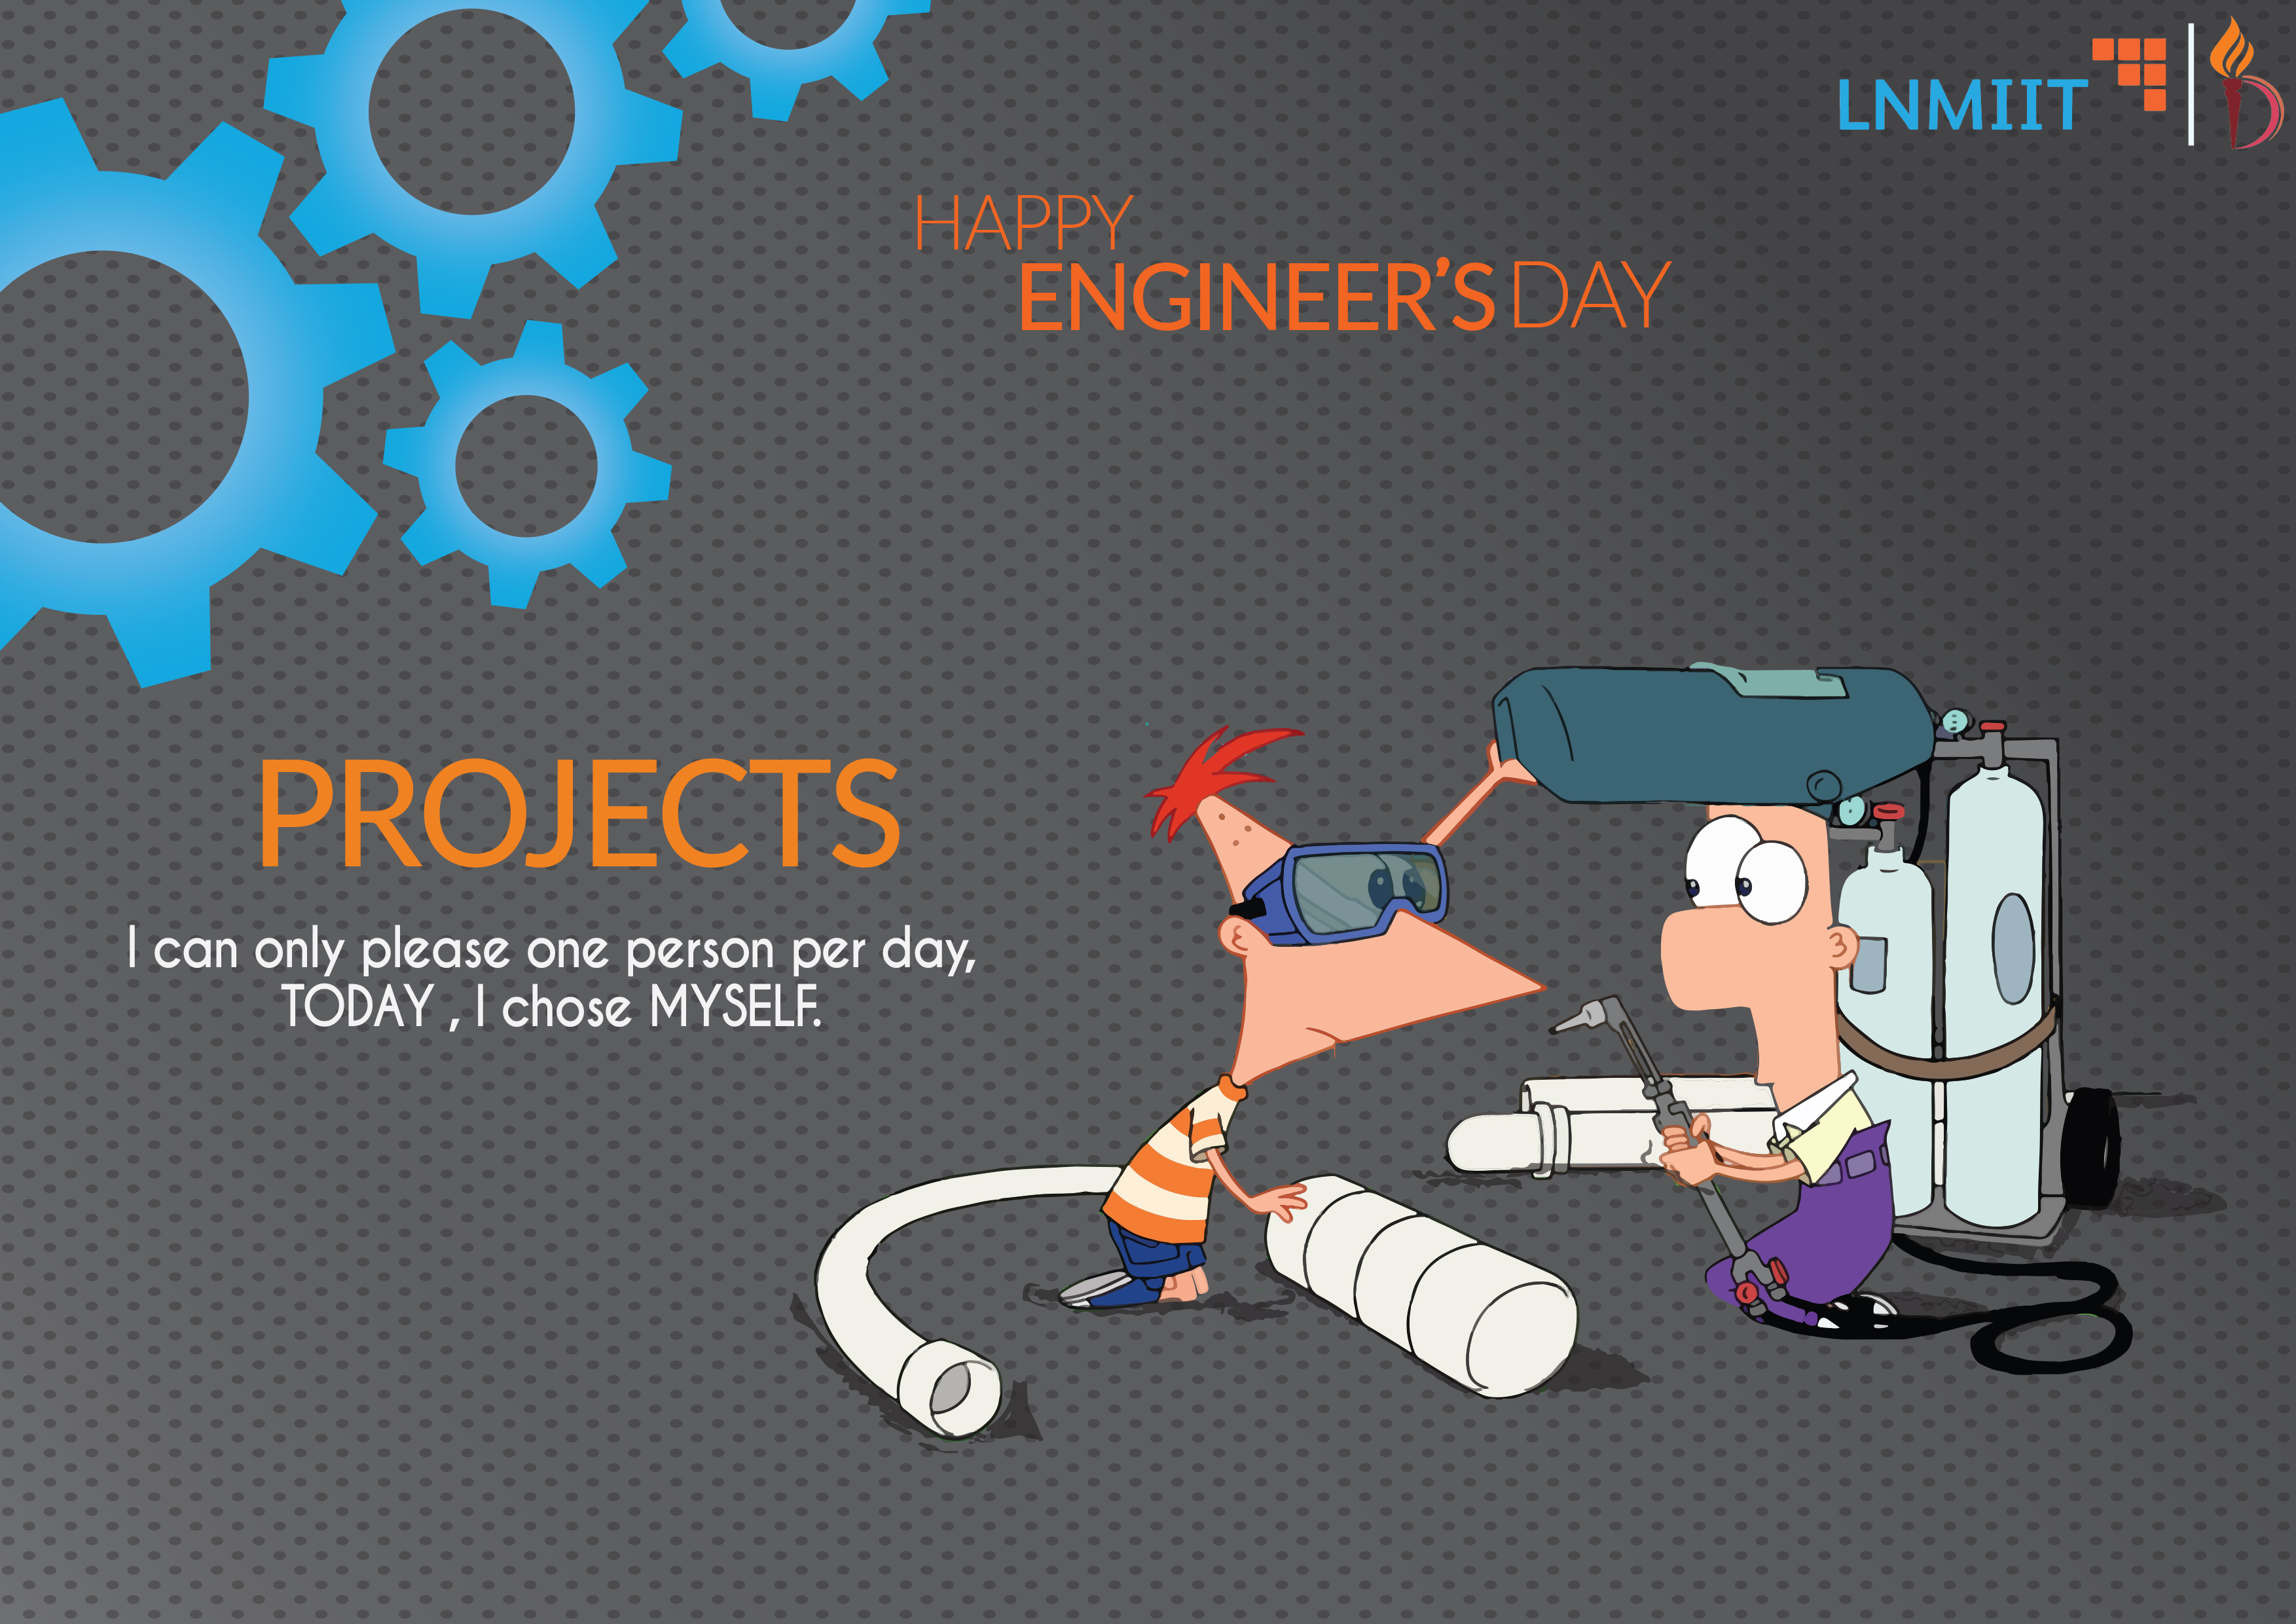 LNMIIT
HAPPY
ENGINEER'S DAY
PROJECTS
I can only please one person per day,
TODAY , I chose MYSELF.